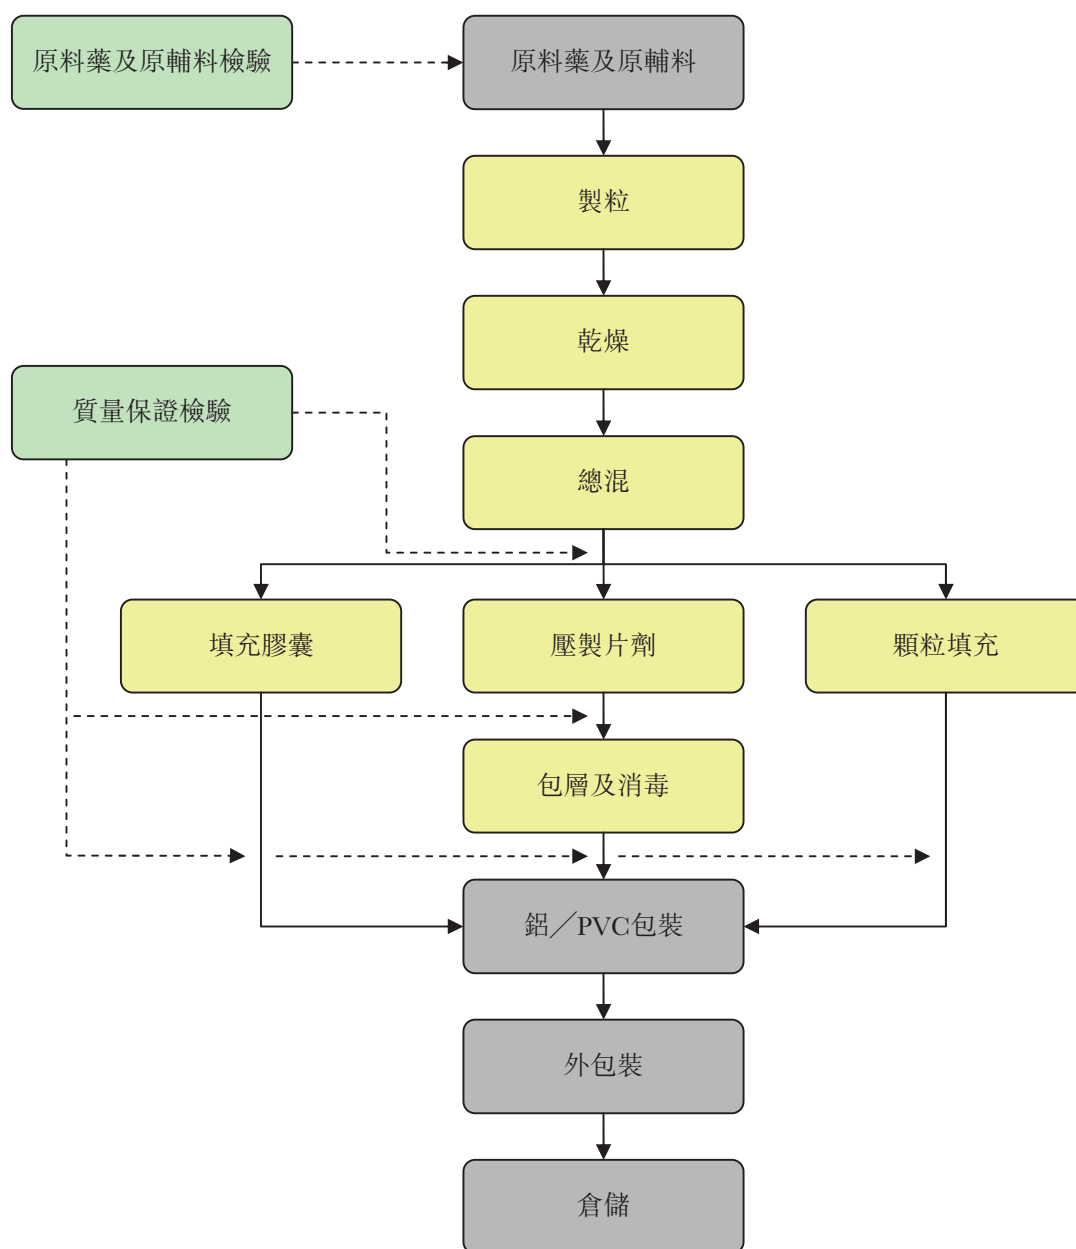 原料藥及原輔料檢驗
原料藥及原輔料
製粒
乾燥
質量保證檢驗
總混
填充膠囊
壓製片劑
顆粒填充
包層及消毒
鋁／PVC包裝
外包裝
倉儲